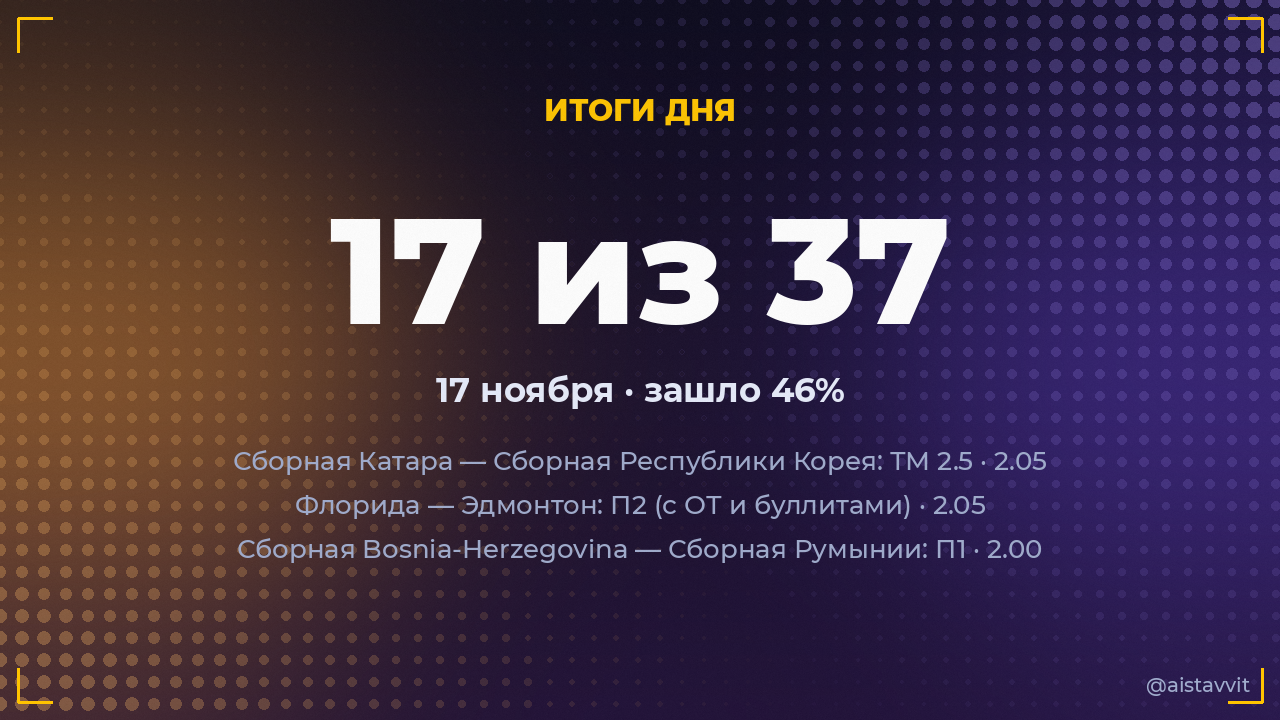 ИТОГИ ДНЯ
17 из 37
17 ноября · зашло 46%
Сборная Катара — Сборная Республики Корея: ТМ 2.5 · 2.05
Флорида — Эдмонтон: П2 (с ОТ и буллитами) · 2.05
Сборная Bosnia-Herzegovina — Сборная Румынии: П1 · 2.00
@aistavvit